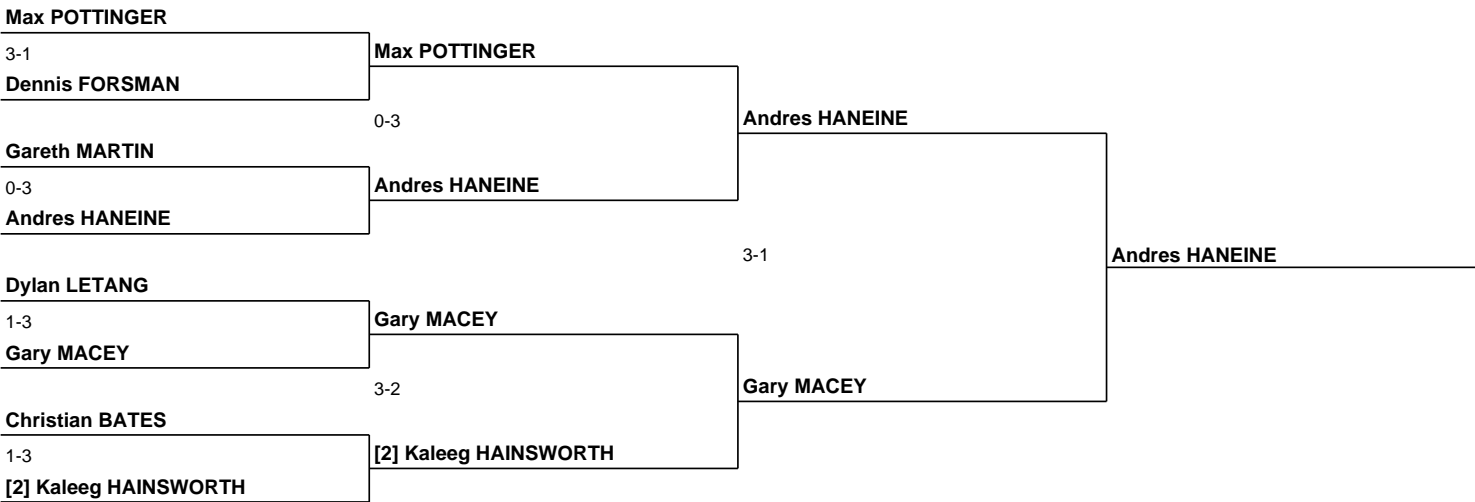 Max POTTINGER
3-1
Dennis FORSMAN
Max POTTINGER
0-3
Gareth MARTIN
0-3
Andres HANEINE
Andres HANEINE
Andres HANEINE
3-1
Andres HANEINE
Dylan LETANG
1-3
Gary MACEY
Gary MACEY
3-2
Gary MACEY
Christian BATES
1-3
[2] Kaleeg HAINSWORTH
[2] Kaleeg HAINSWORTH